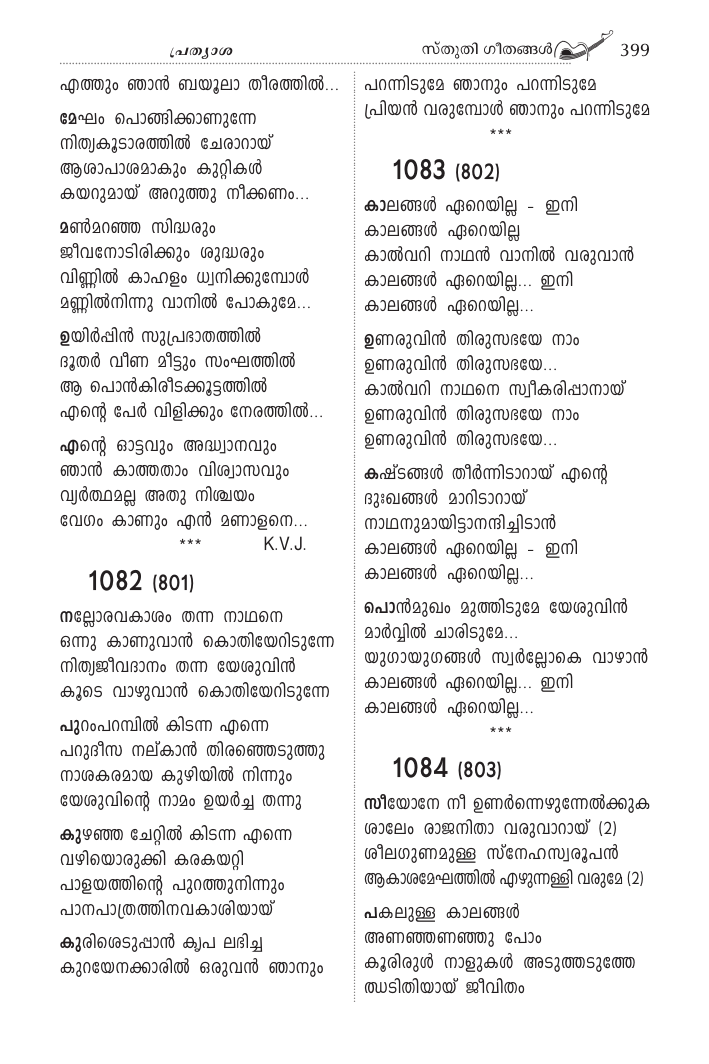 പ്രത്യാശ
സ്തുതി ഗീതങ്ങൾ 399
എത്തും ഞാൻ ബയൂലാ തീരത്തിൽ...
മേഘം പൊങ്ങിക്കാണുന്നേ
നിത്യകൂടാരത്തിൽ ചേരാറായ്
ആശാപാശമാകും കുറ്റികൾ
കയറുമായ് അറുത്തു നീക്കണം...
മൺമറഞ്ഞ സിദ്ധരും
ജീവനോടിരിക്കും ശുദ്ധരും
വിണ്ണിൽ കാഹളം ധ്വനിക്കുമ്പോൾ
മണ്ണിൽനിന്നു വാനിൽ പോകുമേ...
ഉയിർപ്പിൻ സുപ്രഭാതത്തിൽ
ദൂതർ വീണ മീട്ടും സംഘത്തിൽ
ആ പൊൻകിരീടക്കൂട്ടത്തിൽ
എന്റെ പേർ വിളിക്കും നേരത്തിൽ...
എന്റെ ഓട്ടവും അദ്ധ്വാനവും
ഞാൻ കാത്തതാം വിശ്വാസവും
വ്യർത്ഥമല്ല അതു നിശ്ചയം
വേഗം കാണും എൻ മണാളനെ...
*** K.V.J.
1082 (801)
നല്ലോരവകാശം തന്ന നാഥനെ
ഒന്നു കാണുവാൻ കൊതിയേറിടുന്നേ
നിത്യജീവദാനം തന്ന യേശുവിൻ
കൂടെ വാഴുവാൻ കൊതിയേറിടുന്നേ
പുറംപറമ്പിൽ കിടന്ന എന്നെ
പറുദീസ നല്കാൻ തിരഞ്ഞെടുത്തു
നാശകരമായ കുഴിയിൽ നിന്നും
യേശുവിന്റെ നാമം ഉയർച്ച തന്നു
കുഴഞ്ഞ ചേറ്റിൽ കിടന്ന എന്നെ
വഴിയൊരുക്കി കരകയറ്റി
പാളയത്തിന്റെ പുറത്തുനിന്നും
പാനപാത്രത്തിനവകാശിയായ്
കുരിശെടുപ്പാൻ കൃപ ലഭിച്ച
കുറയേനക്കാരിൽ ഒരുവൻ ഞാനും
പറന്നിടുമേ ഞാനും പറന്നിടുമേ
പ്രിയൻ വരുമ്പോൾ ഞാനും പറന്നിടുമേ
***
1083 (802)
കാലങ്ങൾ ഏറെയില്ല – ഇനി
കാലങ്ങൾ ഏറെയില്ല
കാൽവറി നാഥൻ വാനിൽ വരുവാൻ
കാലങ്ങൾ ഏറെയില്ല... ഇനി
കാലങ്ങൾ ഏറെയില്ല...
ഉണരുവിൻ തിരുസഭയേ നാം
ഉണരുവിൻ തിരുസഭയേ...
കാൽവറി നാഥനെ സ്വീകരിപ്പാനായ്
ഉണരുവിൻ തിരുസഭയേ നാം
ഉണരുവിൻ തിരുസഭയേ...
കഷ്ടങ്ങൾ തീർന്നിടാറായ് എന്റെ
ദുഃഖങ്ങൾ മാറിടാറായ്
നാഥനുമായിട്ടാനന്ദിച്ചിടാൻ
കാലങ്ങൾ ഏറെയില്ല – ഇനി
കാലങ്ങൾ ഏറെയില്ല...
പൊൻമുഖം മുത്തിടുമേ യേശുവിൻ
മാർവ്വിൽ ചാരിടുമേ...
യുഗായുഗങ്ങൾ സ്വർല്ലോകെ വാഴാൻ
കാലങ്ങൾ ഏറെയില്ല... ഇനി
കാലങ്ങൾ ഏറെയില്ല...
***
1084 (803)
സീയോനേ നീ ഉണർന്നെഴുന്നേൽക്കുക
ശാലേം രാജനിതാ വരുവാറായ് (2)
ശീലഗുണമുള്ള സ്നേഹസ്വരൂപൻ
ആകാശമേഘത്തിൽ എഴുന്നള്ളി വരുമേ (2)
പകലുള്ള കാലങ്ങൾ
അണഞ്ഞണഞ്ഞു പോം
കൂരിരുൾ നാളുകൾ അടുത്തടുത്തേ
ഝടിതിയായ് ജീവിതം